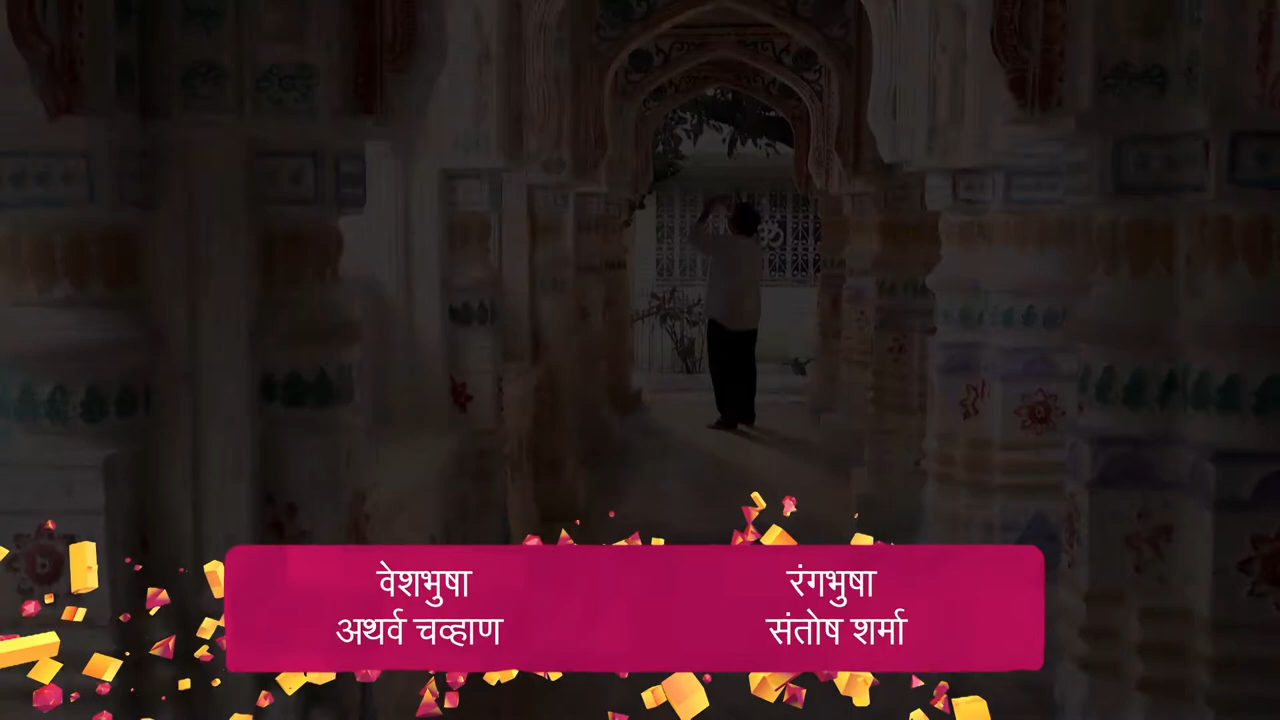 वेशभुषा
अथर्व चव्हाण
रंगभुषा
संतोष शर्मा
ॐ